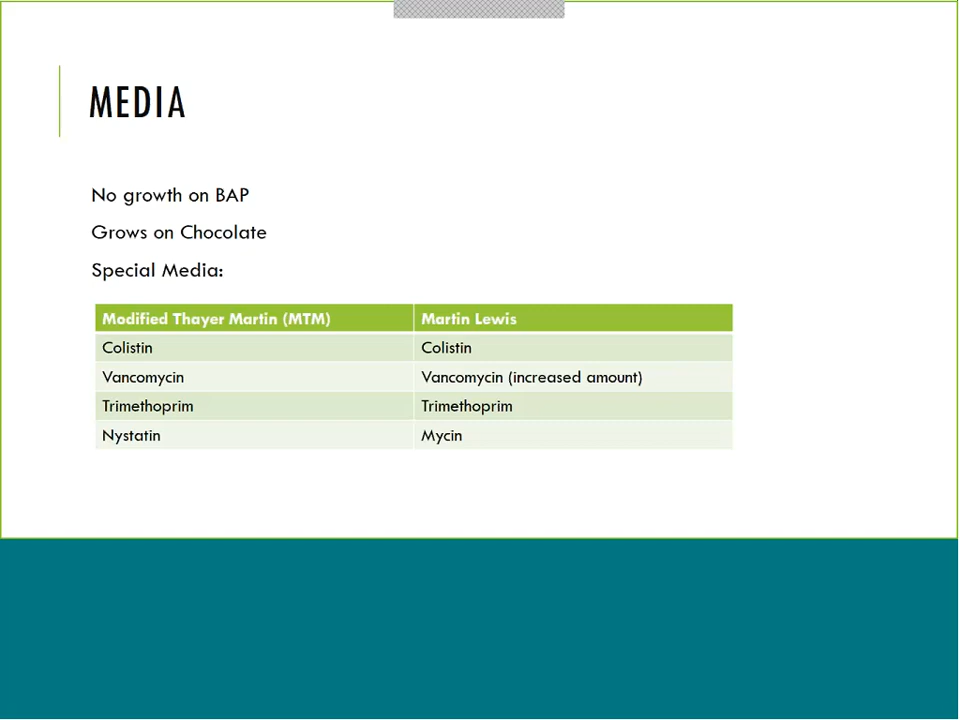 MEDIA
No growth on BAP
Grows on Chocolate
Special Media:
Modified Thayer Martin (MTM) Martin Lewis
Colistin Colistin
Vancomycin Vancomycin (increased amount)
Trimethoprim Trimethoprim
Nystatin Mycin